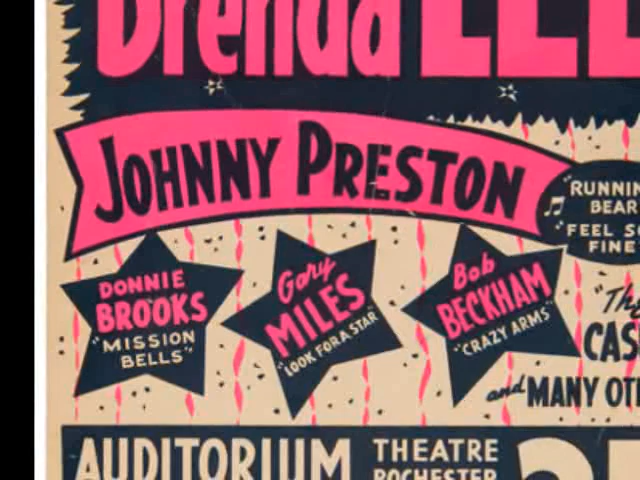 Brenda LEE
JOHNNY PRESTON
"RUNNIN
BEAR
"FEEL SO
FINE
DONNIE
BROOKS
"MISSION
BELLS"
Gary
MILES
"LOOK FOR A STAR"
Bob
BECKHAM
"CRAZY ARMS"
"The
CAS
and MANY OT
AUDITORIUM
THEATRE
ROCHESTER